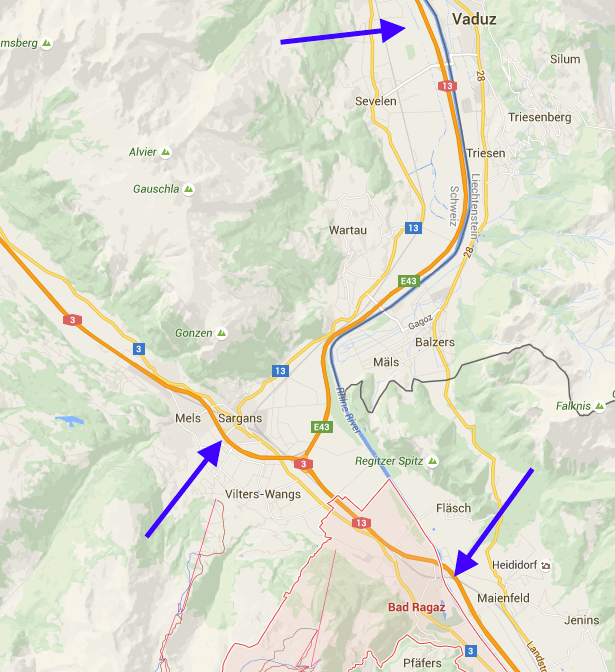 Vaduz
msberg
28
Silum
13
Sevelen
Triesenberg
Alvier
Triesen
Gauschla
Schweiz
Liechtenstein
Wartau
13
28
E43
3
Gagoz
Gonzen
3
Balzers
Mäls
13
Rhine River
Falknis
Mels
Sargans
E43
3
Regitzer Spitz
Vilters-Wangs
Fläsch
13
Heididorf
Maienfeld
Bad Ragaz
Jenins
3
Landstr
Pfäfers